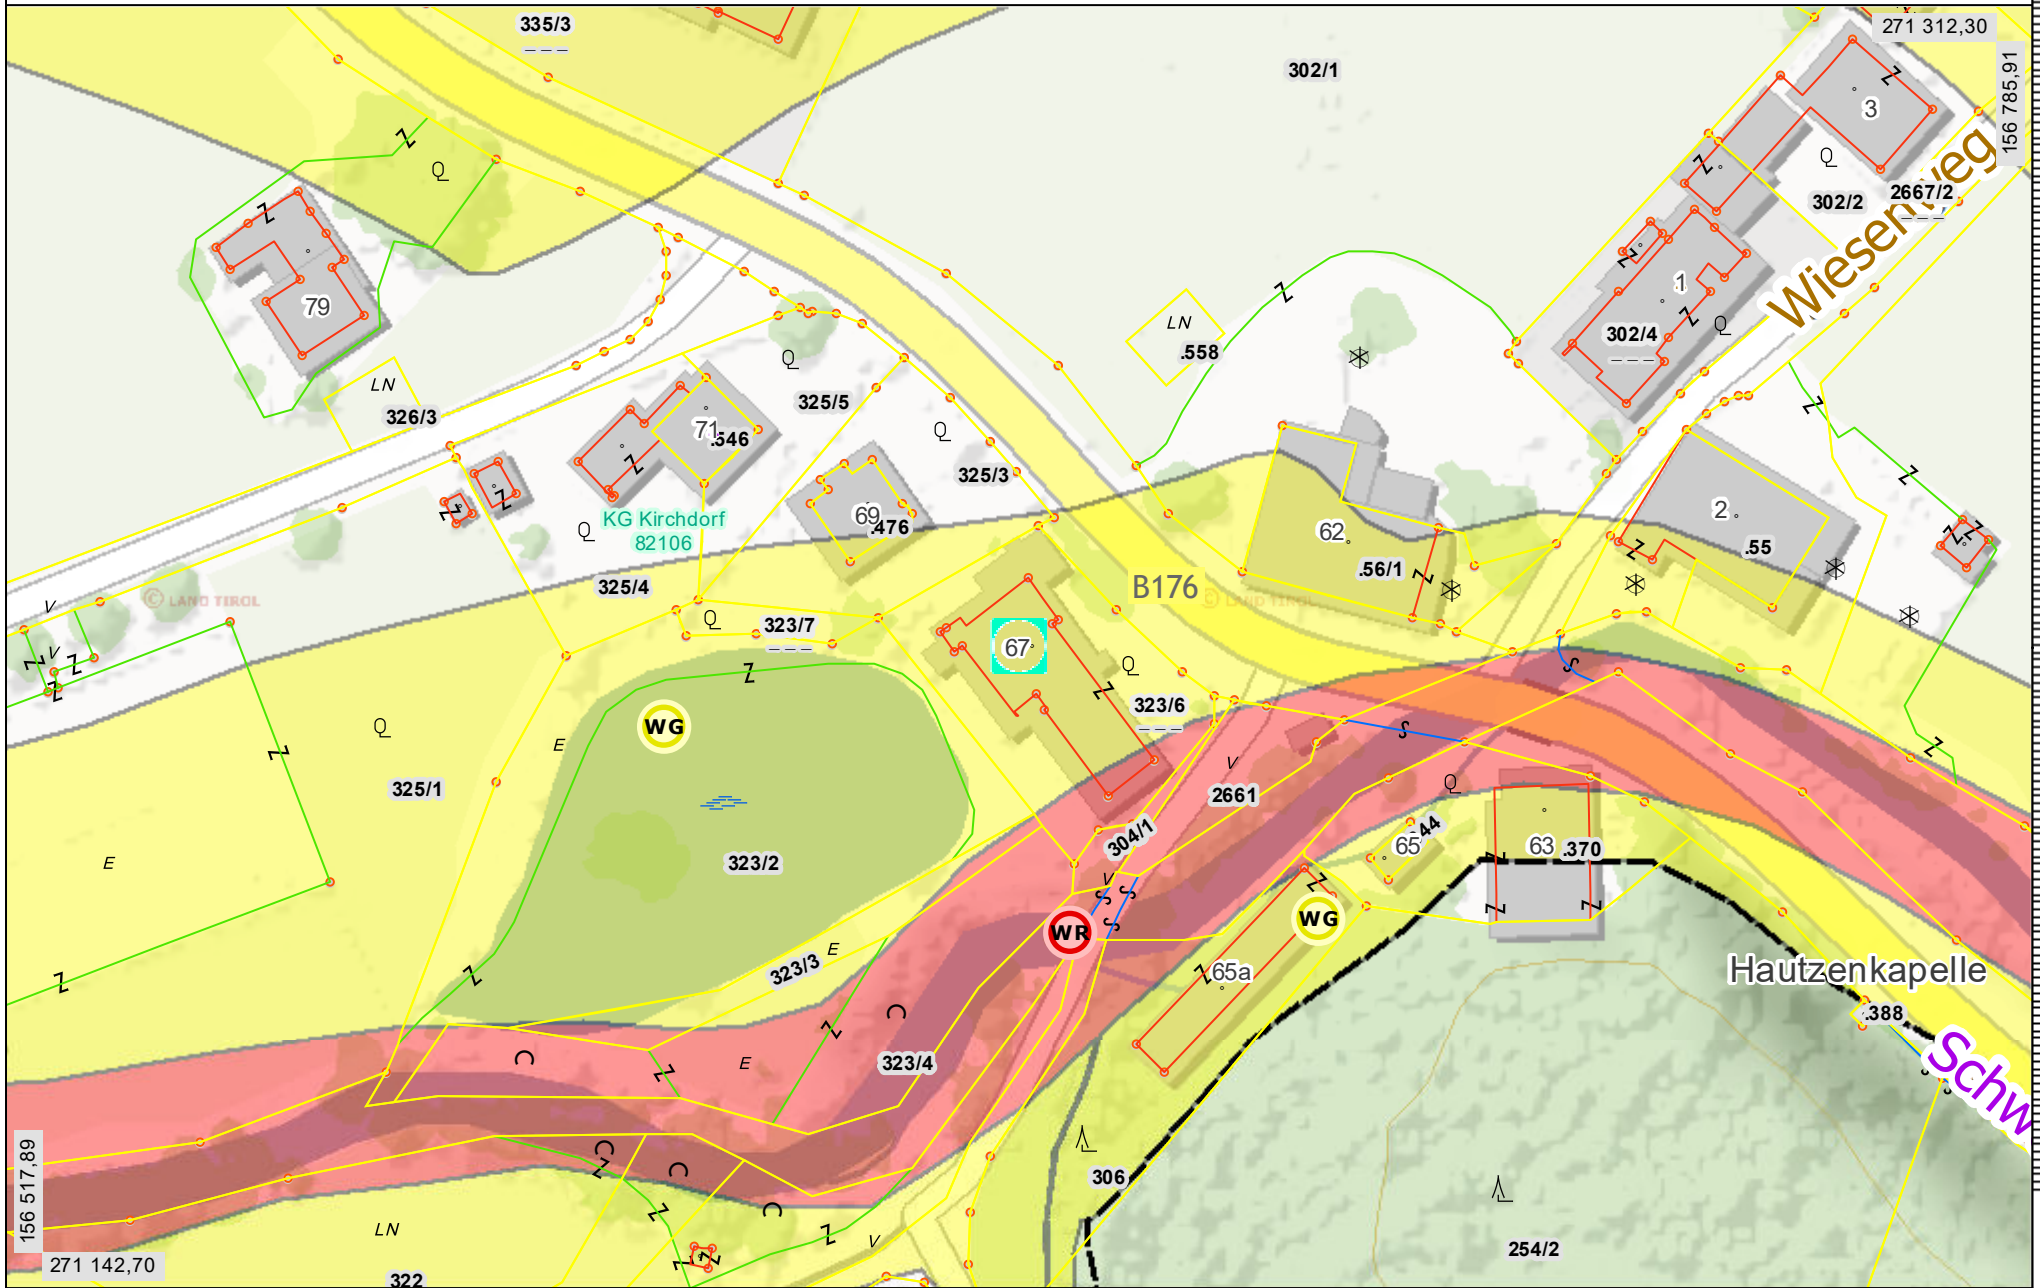 335/3
271 312,30
302/1
156 785,91
3
Q
Q
302/2
2667/2
Wiesenweg
79
1
LN
.558
302/4
Q
Q
LN
326/3
325/5
71
.546
Q
325/3
69
.476
KG Kirchdorf
82106
Q
62
2
.55
.56/1
B176
325/4
© LAND TIROL
© LAND TIROL
V
V
Q
323/7
67
Q
323/6
WG
Q
E
V
325/1
2661
Q
E
323/2
304/1
65
63
.370
V
WR
WG
E
323/3
65a
Hautzenkapelle
.388
E
323/4
Schw
306
156 517,89
LN
V
254/2
271 142,70
322